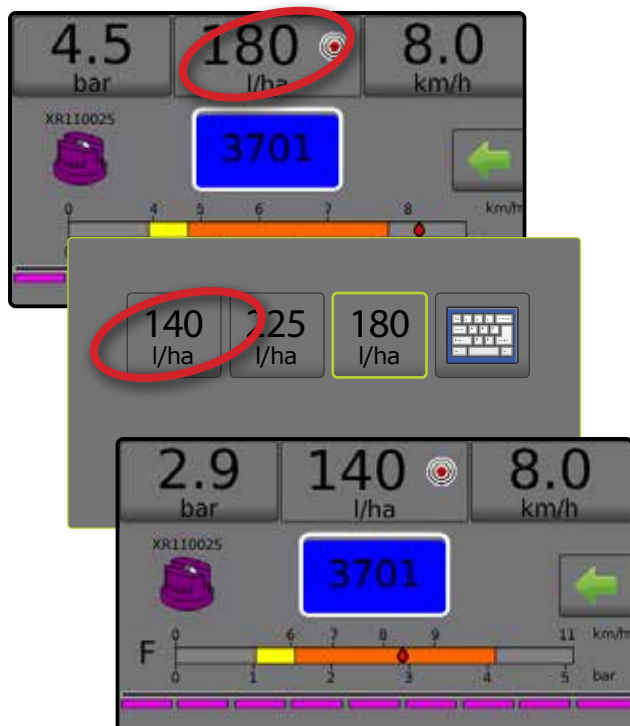 4.5 180 8.0
bar l/ha km/h
XR110025
3701
0 4 5 6 7 8 km/h
140 225 180
l/ha l/ha l/ha
2.9 140 8.0
bar l/ha km/h
XR110025
3701
0 6 7 8 9 11 km/h
F
0 1 2 3 4 5 bar